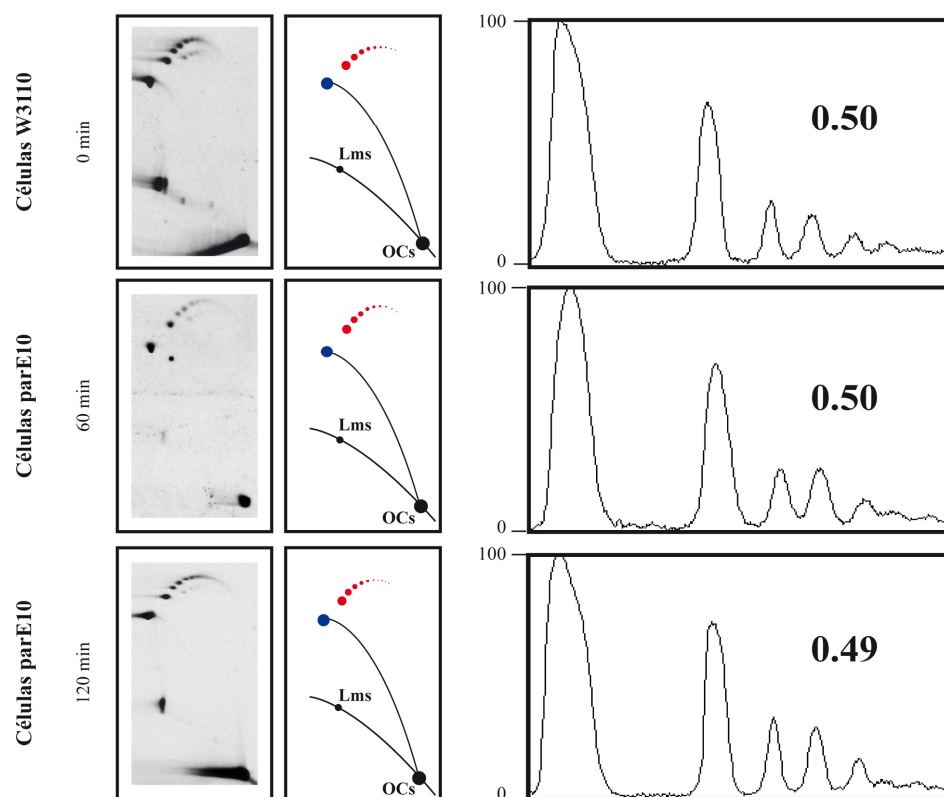 Células W3110
0 min
Lms
OCs
100
0
0.50
Células parE10
60 min
Lms
OCs
100
0
0.50
Células parE10
120 min
Lms
OCs
100
0
0.49